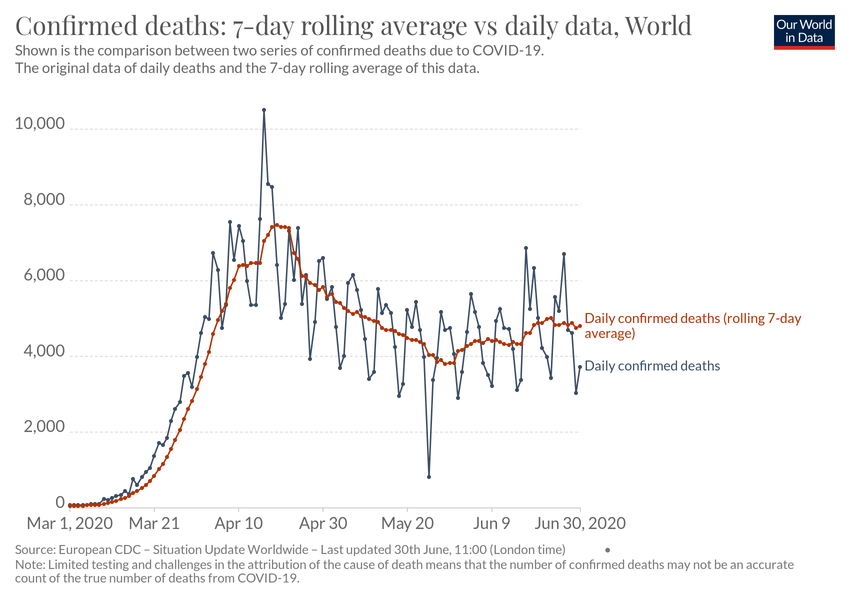 Confirmed deaths: 7-day rolling average vs daily data, World
Our World
in Data
Shown is the comparison between two series of confirmed deaths due to COVID-19.
The original data of daily deaths and the 7-day rolling average of this data.
10,000
8,000
6,000
4,000
2,000
0
Daily confirmed deaths (rolling 7-day
average)
Daily confirmed deaths
Mar 1, 2020 Mar 21 Apr 10 Apr 30 May 20 Jun 9 Jun 30, 2020
Source: European CDC – Situation Update Worldwide – Last updated 30th June, 11:00 (London time) •
Note: Limited testing and challenges in the attribution of the cause of death means that the number of confirmed deaths may not be an accurate
count of the true number of deaths from COVID-19.